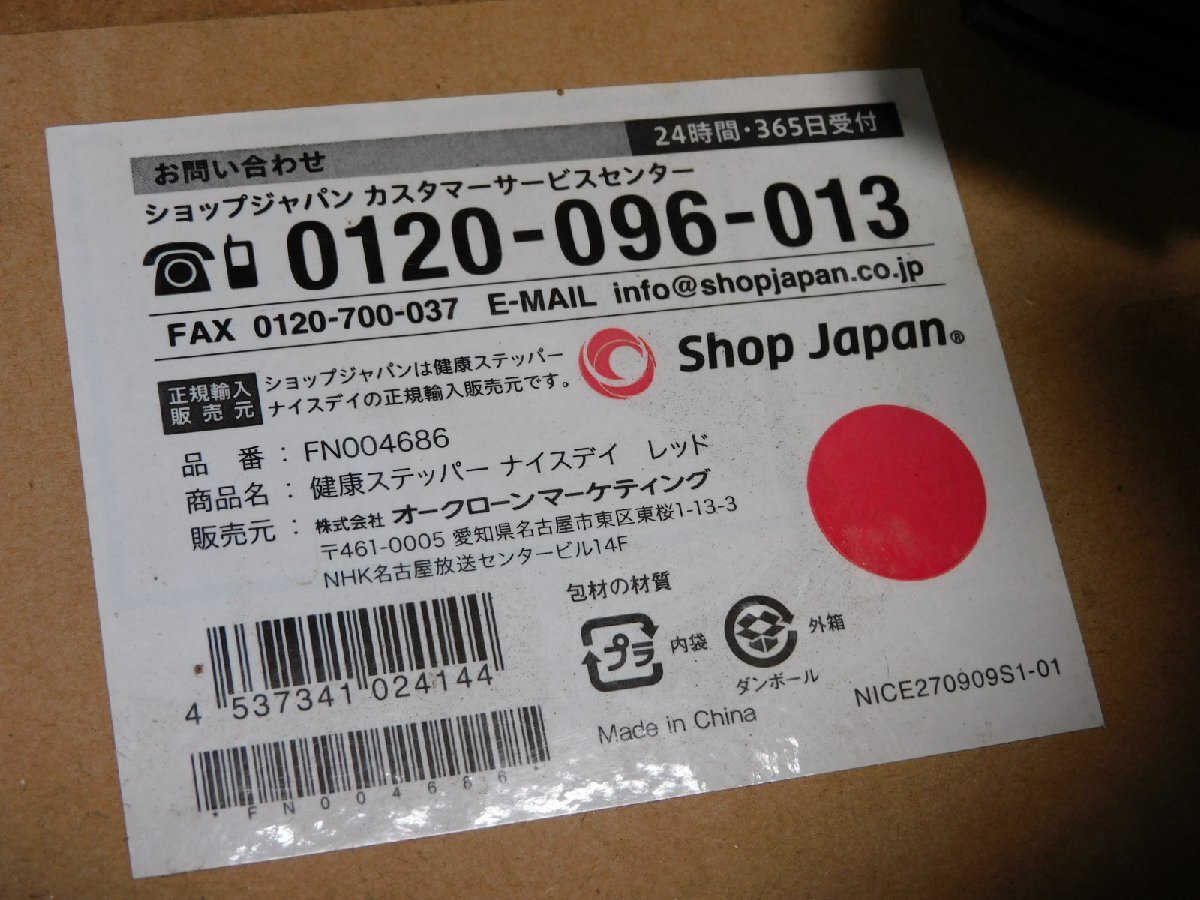 お問い合わせ 24時間・365日受付
ショップジャパン カスタマーサービスセンター
0120-096-013
FAX 0120-700-037 E-MAIL info@shopjapan.co.jp
正規輸入
販売元
ショップジャパンは健康ステッパー
ナイスデイの正規輸入販売元です。
Shop Japan®
品 番 : FN004686
商品名 : 健康ステッパー ナイスデイ レッド
販売元 : 株式会社 オークローンマーケティング
〒461-0005 愛知県名古屋市東区東桜1-13-3
NHK名古屋放送センタービル14F
包材の材質
プラ 内袋
外箱
ダンボール
4 537341 024144
*FN004686*
Made in China
NICE270909S1-01